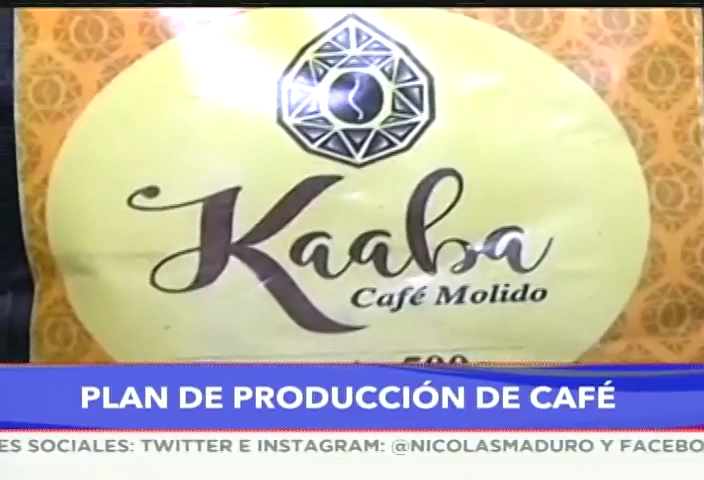 Kaaba
Café Molido
PLAN DE PRODUCCIÓN DE CAFÉ
ES SOCIALES: TWITTER E INSTAGRAM: @NICOLASMADURO Y FACEBO